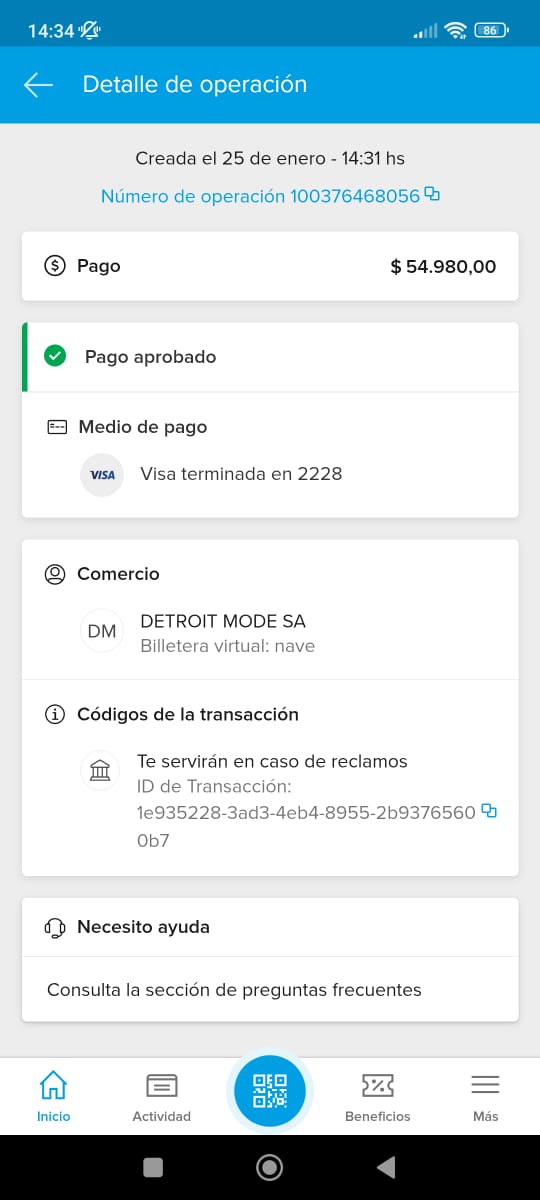 14:34
86
Detalle de operación
Creada el 25 de enero - 14:31 hs
Número de operación 100376468056
Pago
$ 54.980,00
Pago aprobado
Medio de pago
VISA
Visa terminada en 2228
Comercio
DM
DETROIT MODE SA
Billetera virtual: nave
Códigos de la transacción
Te servirán en caso de reclamos
ID de Transacción:
1e935228-3ad3-4eb4-8955-2b9376560
0b7
Necesito ayuda
Consulta la sección de preguntas frecuentes
Inicio
Actividad
Beneficios
Más